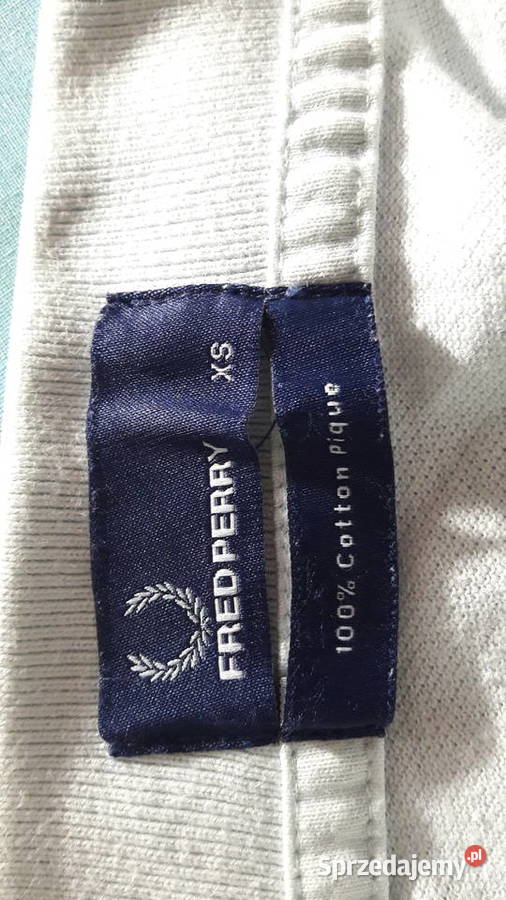 FRED PERRY XS
100% Cotton Pique
Sprzedajemy.pl